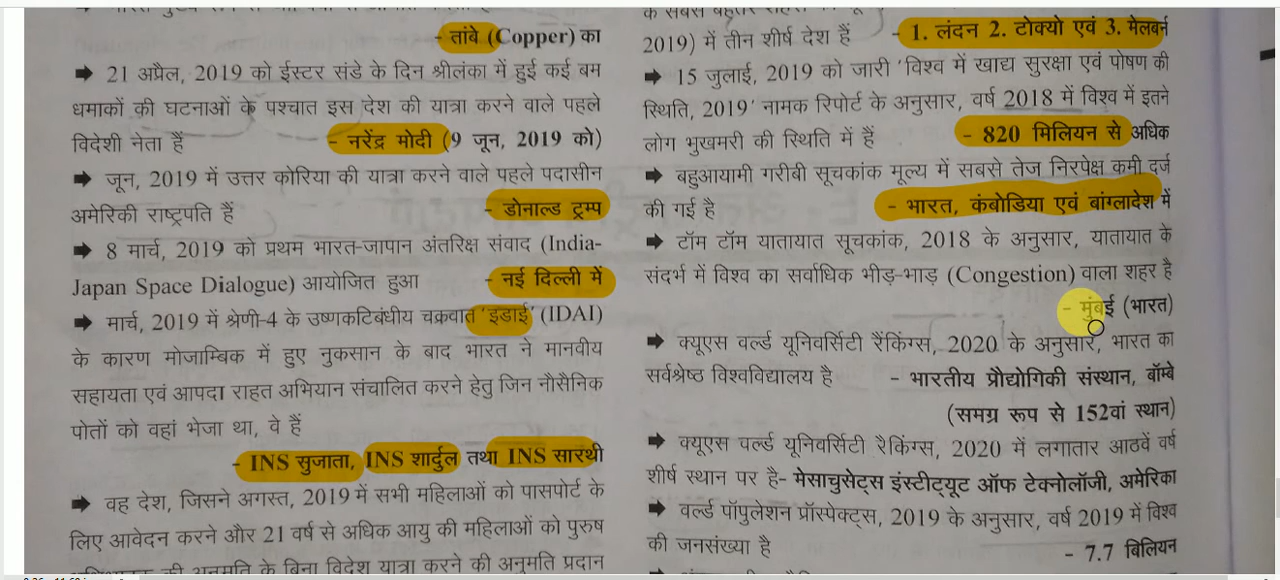 - तांबे (Copper) का
➡ 21 अप्रैल, 2019 को ईस्टर संडे के दिन श्रीलंका में हुई कई बम
धमाकों की घटनाओं के पश्चात इस देश की यात्रा करने वाले पहले
विदेशी नेता हैं - नरेंद्र मोदी (9 जून, 2019 को)
➡ जून, 2019 में उत्तर कोरिया की यात्रा करने वाले पहले पदासीन
अमेरिकी राष्ट्रपति हैं - डोनाल्ड ट्रम्प
➡ 8 मार्च, 2019 को प्रथम भारत-जापान अंतरिक्ष संवाद (India-
Japan Space Dialogue) आयोजित हुआ - नई दिल्ली में
➡ मार्च, 2019 में श्रेणी-4 के उष्णकटिबंधीय चक्रवात 'इडाई' (IDAI)
के कारण मोजाम्बिक में हुए नुकसान के बाद भारत ने मानवीय
सहायता एवं आपदा राहत अभियान संचालित करने हेतु जिन नौसैनिक
पोतों को वहां भेजा था, वे हैं
- INS सुजाता, INS शार्दुल तथा INS सारथी
➡ वह देश, जिसने अगस्त, 2019 में सभी महिलाओं को पासपोर्ट के
लिए आवेदन करने और 21 वर्ष से अधिक आयु की महिलाओं को पुरुष
की अनुमति के बिना विदेश यात्रा करने की अनुमति प्रदान
के सबसे बेहतर
2019) में तीन शीर्ष देश हैं - 1. लंदन 2. टोक्यो एवं 3. मेलबर्न
➡ 15 जुलाई, 2019 को जारी 'विश्व में खाद्य सुरक्षा एवं पोषण की
स्थिति, 2019' नामक रिपोर्ट के अनुसार, वर्ष 2018 में विश्व में इतने
लोग भुखमरी की स्थिति में हैं - 820 मिलियन से अधिक
➡ बहुआयामी गरीबी सूचकांक मूल्य में सबसे तेज निरपेक्ष कमी दर्ज
की गई है - भारत, कंबोडिया एवं बांग्लादेश में
➡ टॉम टॉम यातायात सूचकांक, 2018 के अनुसार, यातायात के
संदर्भ में विश्व का सर्वाधिक भीड़-भाड़ (Congestion) वाला शहर है
- मुंबई (भारत)
➡ क्यूएस वर्ल्ड यूनिवर्सिटी रैंकिंग्स, 2020 के अनुसार, भारत का
सर्वश्रेष्ठ विश्वविद्यालय है - भारतीय प्रौद्योगिकी संस्थान, बॉम्बे
(समग्र रूप से 152वां स्थान)
➡ क्यूएस वर्ल्ड यूनिवर्सिटी रैकिंग्स, 2020 में लगातार आठवें वर्ष
शीर्ष स्थान पर है- मेसाचुसेट्स इंस्टीट्यूट ऑफ टेक्नोलॉजी, अमेरिका
➡ वर्ल्ड पॉपुलेशन प्रॉस्पेक्ट्स, 2019 के अनुसार, वर्ष 2019 में विश्व
की जनसंख्या है - 7.7 बिलियन